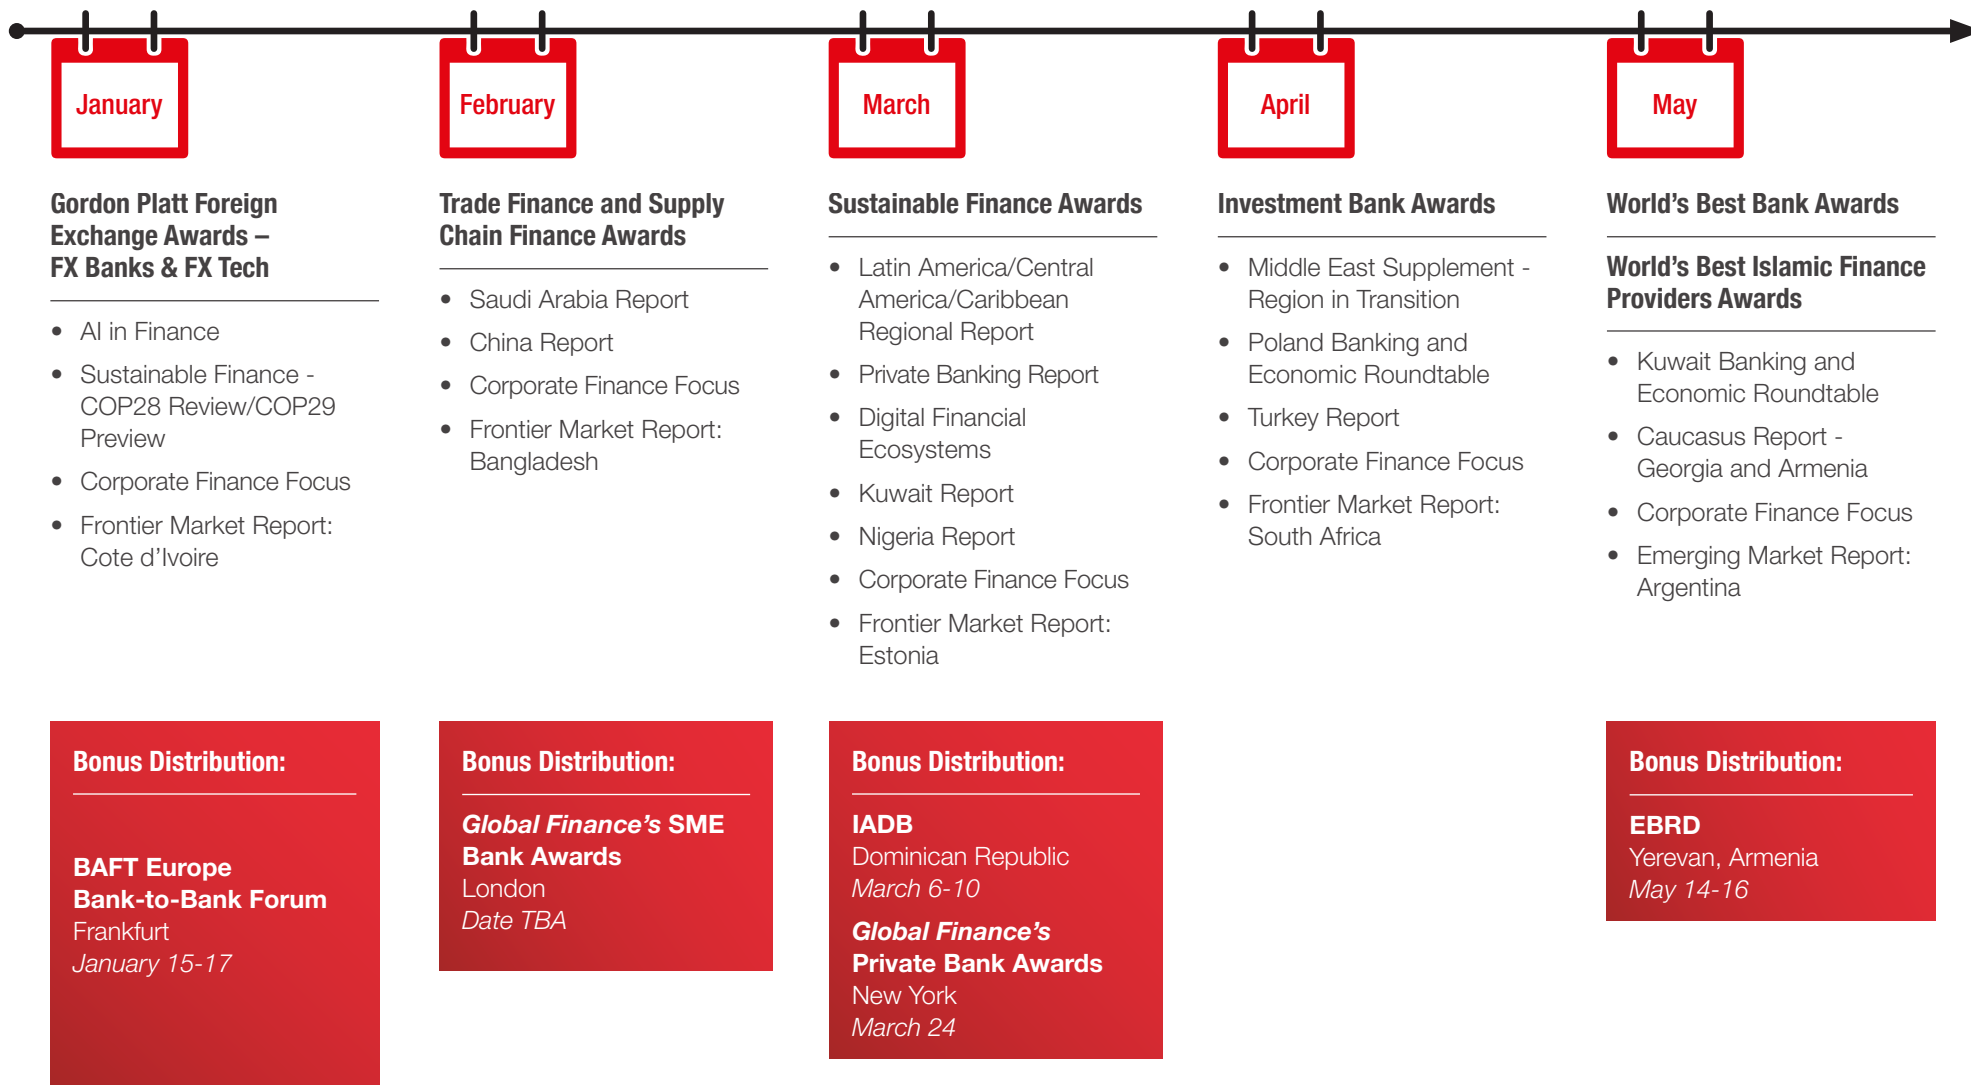 January
Gordon Platt Foreign
Exchange Awards –
FX Banks & FX Tech
• AI in Finance
• Sustainable Finance -
COP28 Review/COP29
Preview
• Corporate Finance Focus
• Frontier Market Report:
Cote d’Ivoire
Bonus Distribution:
BAFT Europe
Bank-to-Bank Forum
Frankfurt
January 15-17
February
Trade Finance and Supply
Chain Finance Awards
• Saudi Arabia Report
• China Report
• Corporate Finance Focus
• Frontier Market Report:
Bangladesh
Bonus Distribution:
Global Finance’s SME
Bank Awards
London
Date TBA
March
Sustainable Finance Awards
• Latin America/Central
America/Caribbean
Regional Report
• Private Banking Report
• Digital Financial
Ecosystems
• Kuwait Report
• Nigeria Report
• Corporate Finance Focus
• Frontier Market Report:
Estonia
Bonus Distribution:
IADB
Dominican Republic
March 6-10
Global Finance’s
Private Bank Awards
New York
March 24
April
Investment Bank Awards
• Middle East Supplement -
Region in Transition
• Poland Banking and
Economic Roundtable
• Turkey Report
• Corporate Finance Focus
• Frontier Market Report:
South Africa
May
World’s Best Bank Awards
World’s Best Islamic Finance
Providers Awards
• Kuwait Banking and
Economic Roundtable
• Caucasus Report -
Georgia and Armenia
• Corporate Finance Focus
• Emerging Market Report:
Argentina
Bonus Distribution:
EBRD
Yerevan, Armenia
May 14-16